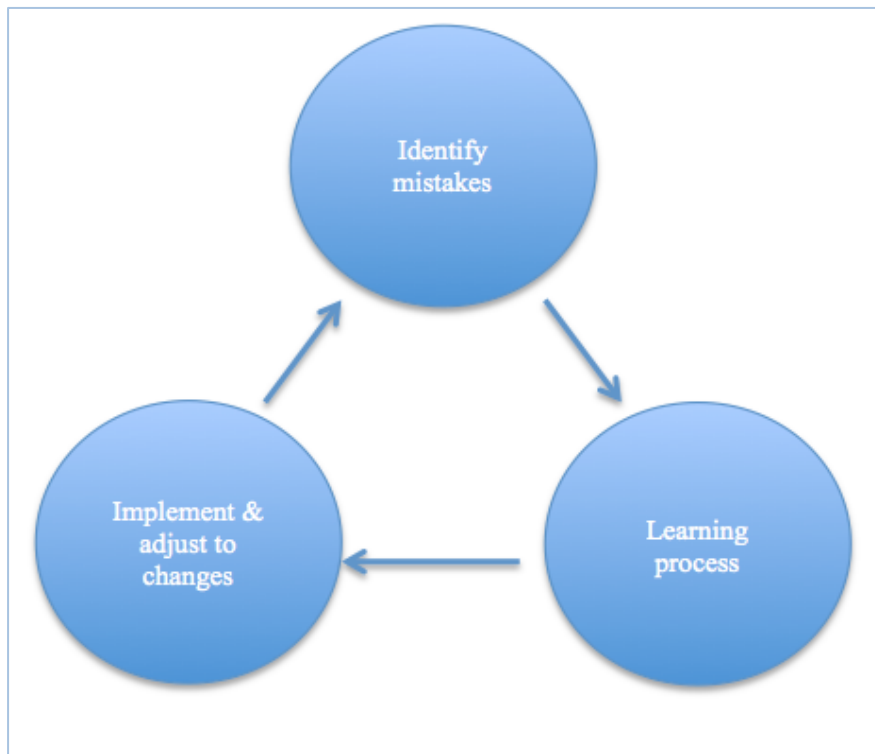 Identify
mistakes
Learning
process
Implement &
adjust to
changes